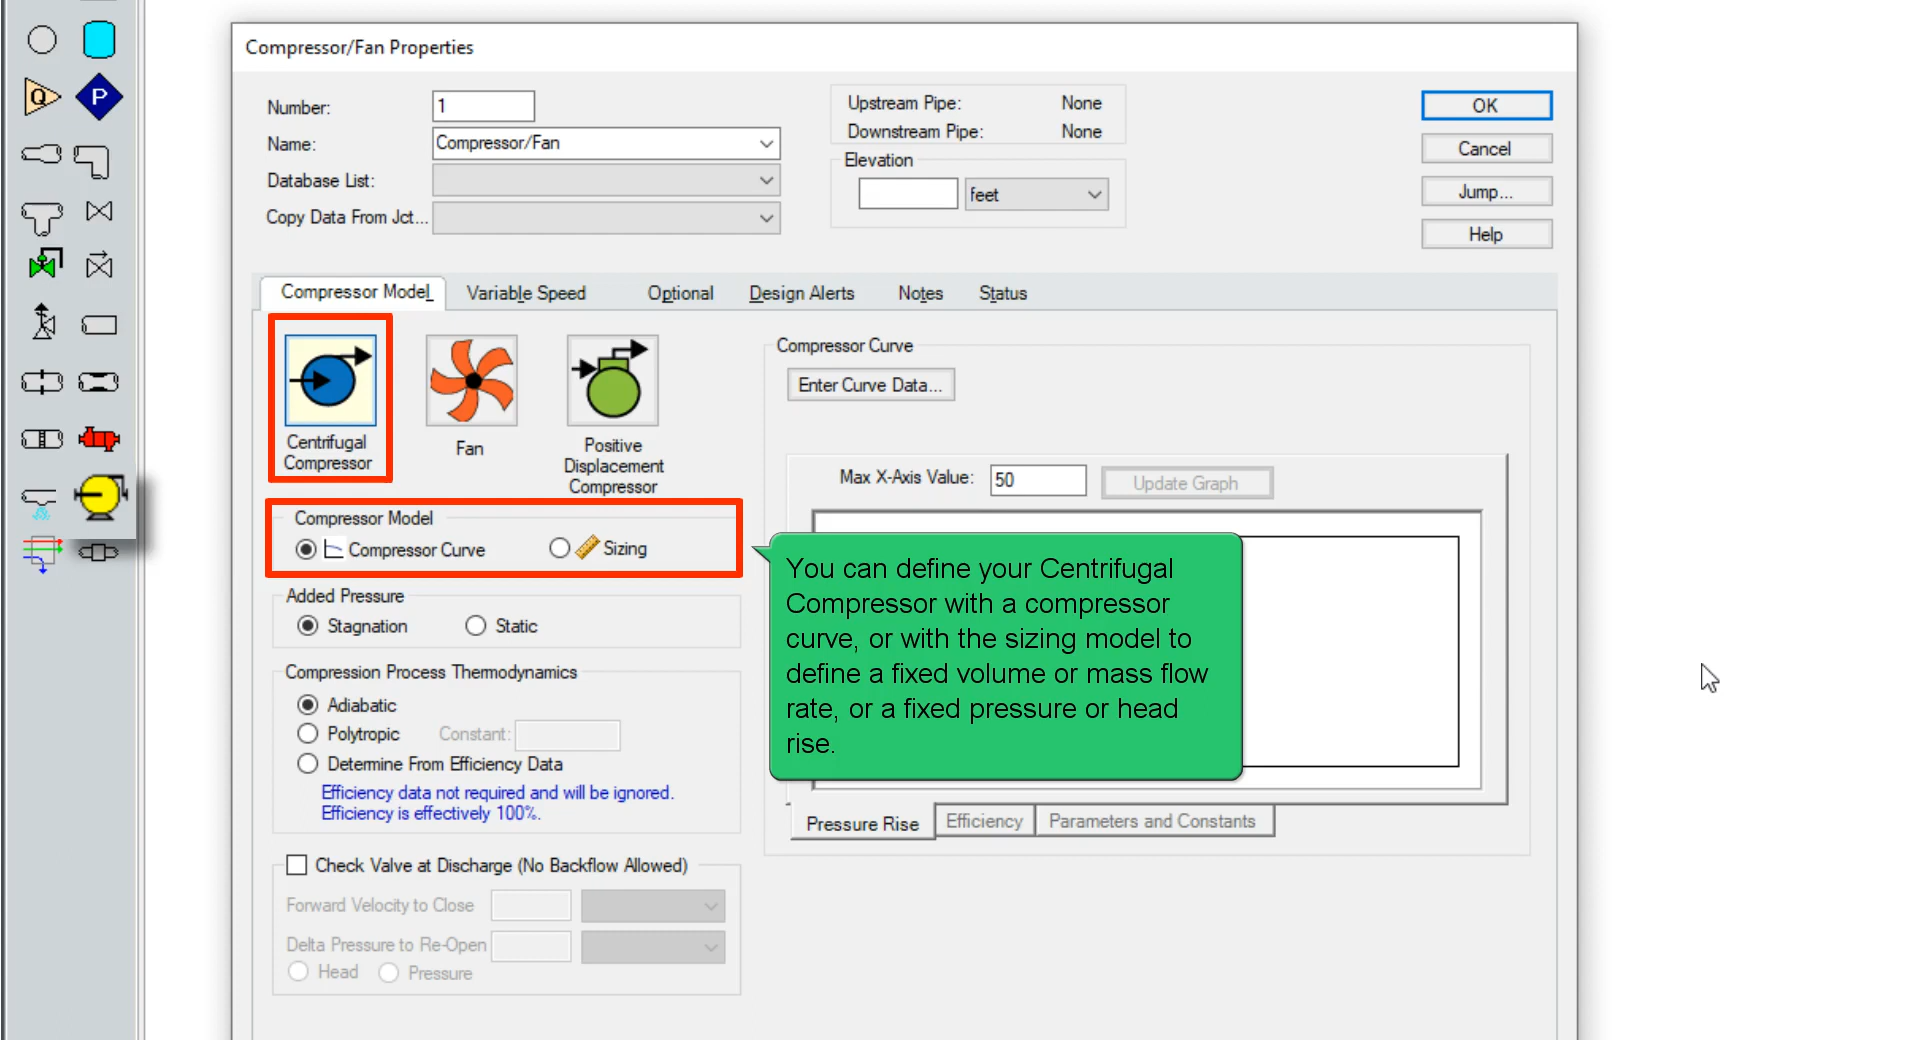 Compressor/Fan Properties
Number:
1
Name:
Compressor/Fan
Database List:
Copy Data From Jct...
Upstream Pipe: None
Downstream Pipe: None
Elevation
feet
OK
Cancel
Jump...
Help
Q
P
Compressor Model
Variable Speed
Optional
Design Alerts
Notes
Status
Centrifugal
Compressor
Fan
Positive
Displacement
Compressor
Compressor Model
Compressor Curve
Sizing
Added Pressure
Stagnation
Static
Compression Process Thermodynamics
Adiabatic
Polytropic
Constant:
Determine From Efficiency Data
Efficiency data not required and will be ignored.
Efficiency is effectively 100%.
Check Valve at Discharge (No Backflow Allowed)
Forward Velocity to Close
Delta Pressure to Re-Open
Head
Pressure
Compressor Curve
Enter Curve Data...
Max X-Axis Value:
50
Update Graph
You can define your Centrifugal
Compressor with a compressor
curve, or with the sizing model to
define a fixed volume or mass flow
rate, or a fixed pressure or head
rise.
Pressure Rise
Efficiency
Parameters and Constants